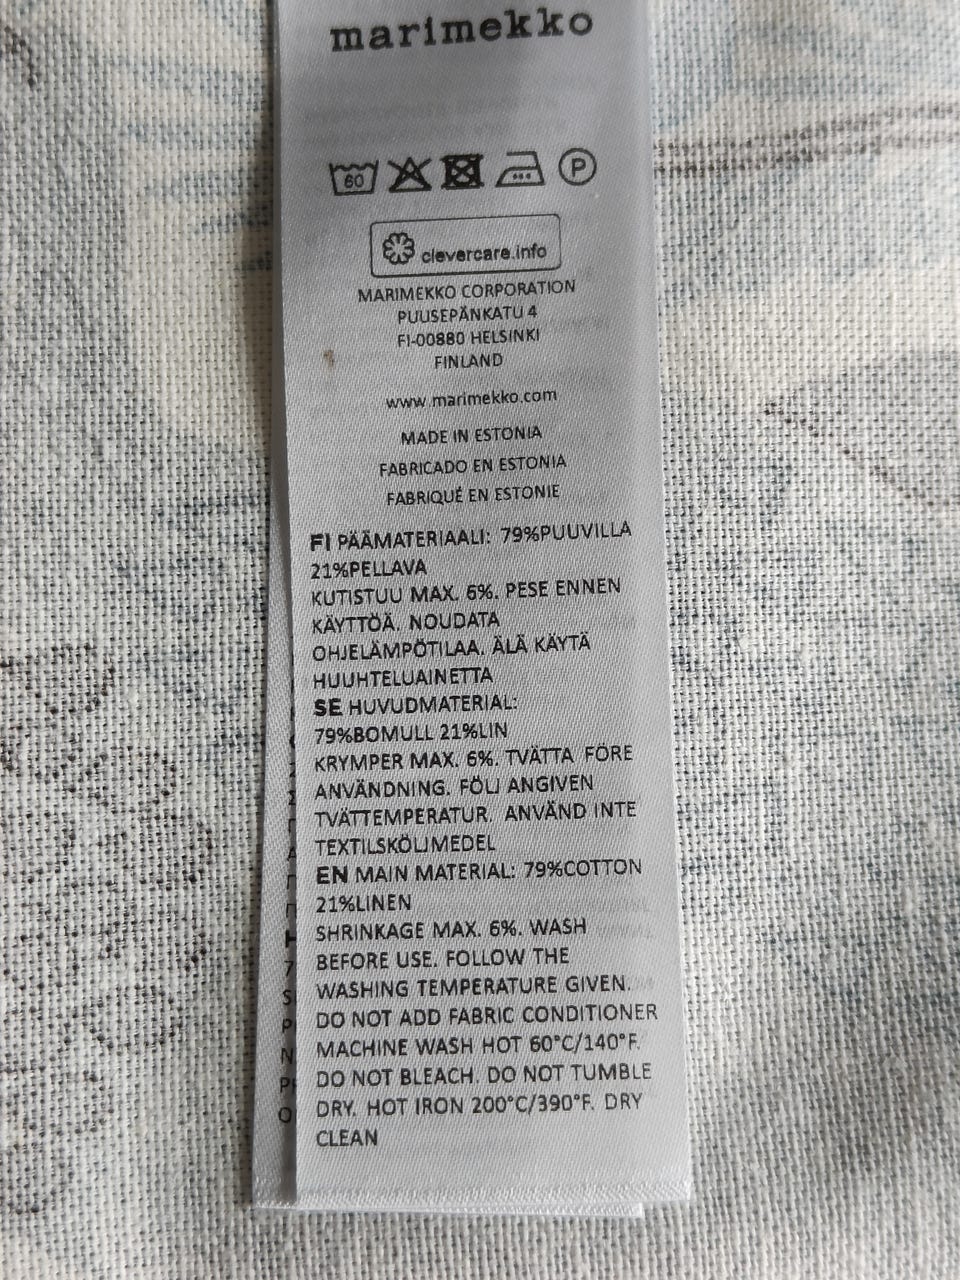 marimekko
60
P
clevercare.info
MARIMEKKO CORPORATION
PUUSEPÄNKATU 4
FI-00880 HELSINKI
FINLAND
www.marimekko.com
MADE IN ESTONIA
FABRICADO EN ESTONIA
FABRIQUÉ EN ESTONIE
FI PÄÄMATERIAALI: 79%PUUVILLA
21%PELLAVA
KUTISTUU MAX. 6%. PESE ENNEN
KÄYTTÖÄ. NOUDATA
OHJELÄMPÖTILAA. ÄLÄ KÄYTÄ
HUUHTELUAINETTA
SE HUVUDMATERIAL:
79%BOMULL 21%LIN
KRYMPER MAX. 6%. TVÄTTA FÖRE
ANVÄNDNING. FÖLJ ANGIVEN
TVÄTTEMPERATUR. ANVÄND INTE
TEXTILSKÖLJMEDEL
EN MAIN MATERIAL: 79%COTTON
21%LINEN
SHRINKAGE MAX. 6%. WASH
BEFORE USE. FOLLOW THE
WASHING TEMPERATURE GIVEN.
DO NOT ADD FABRIC CONDITIONER
MACHINE WASH HOT 60°C/140°F.
DO NOT BLEACH. DO NOT TUMBLE
DRY. HOT IRON 200°C/390°F. DRY
CLEAN